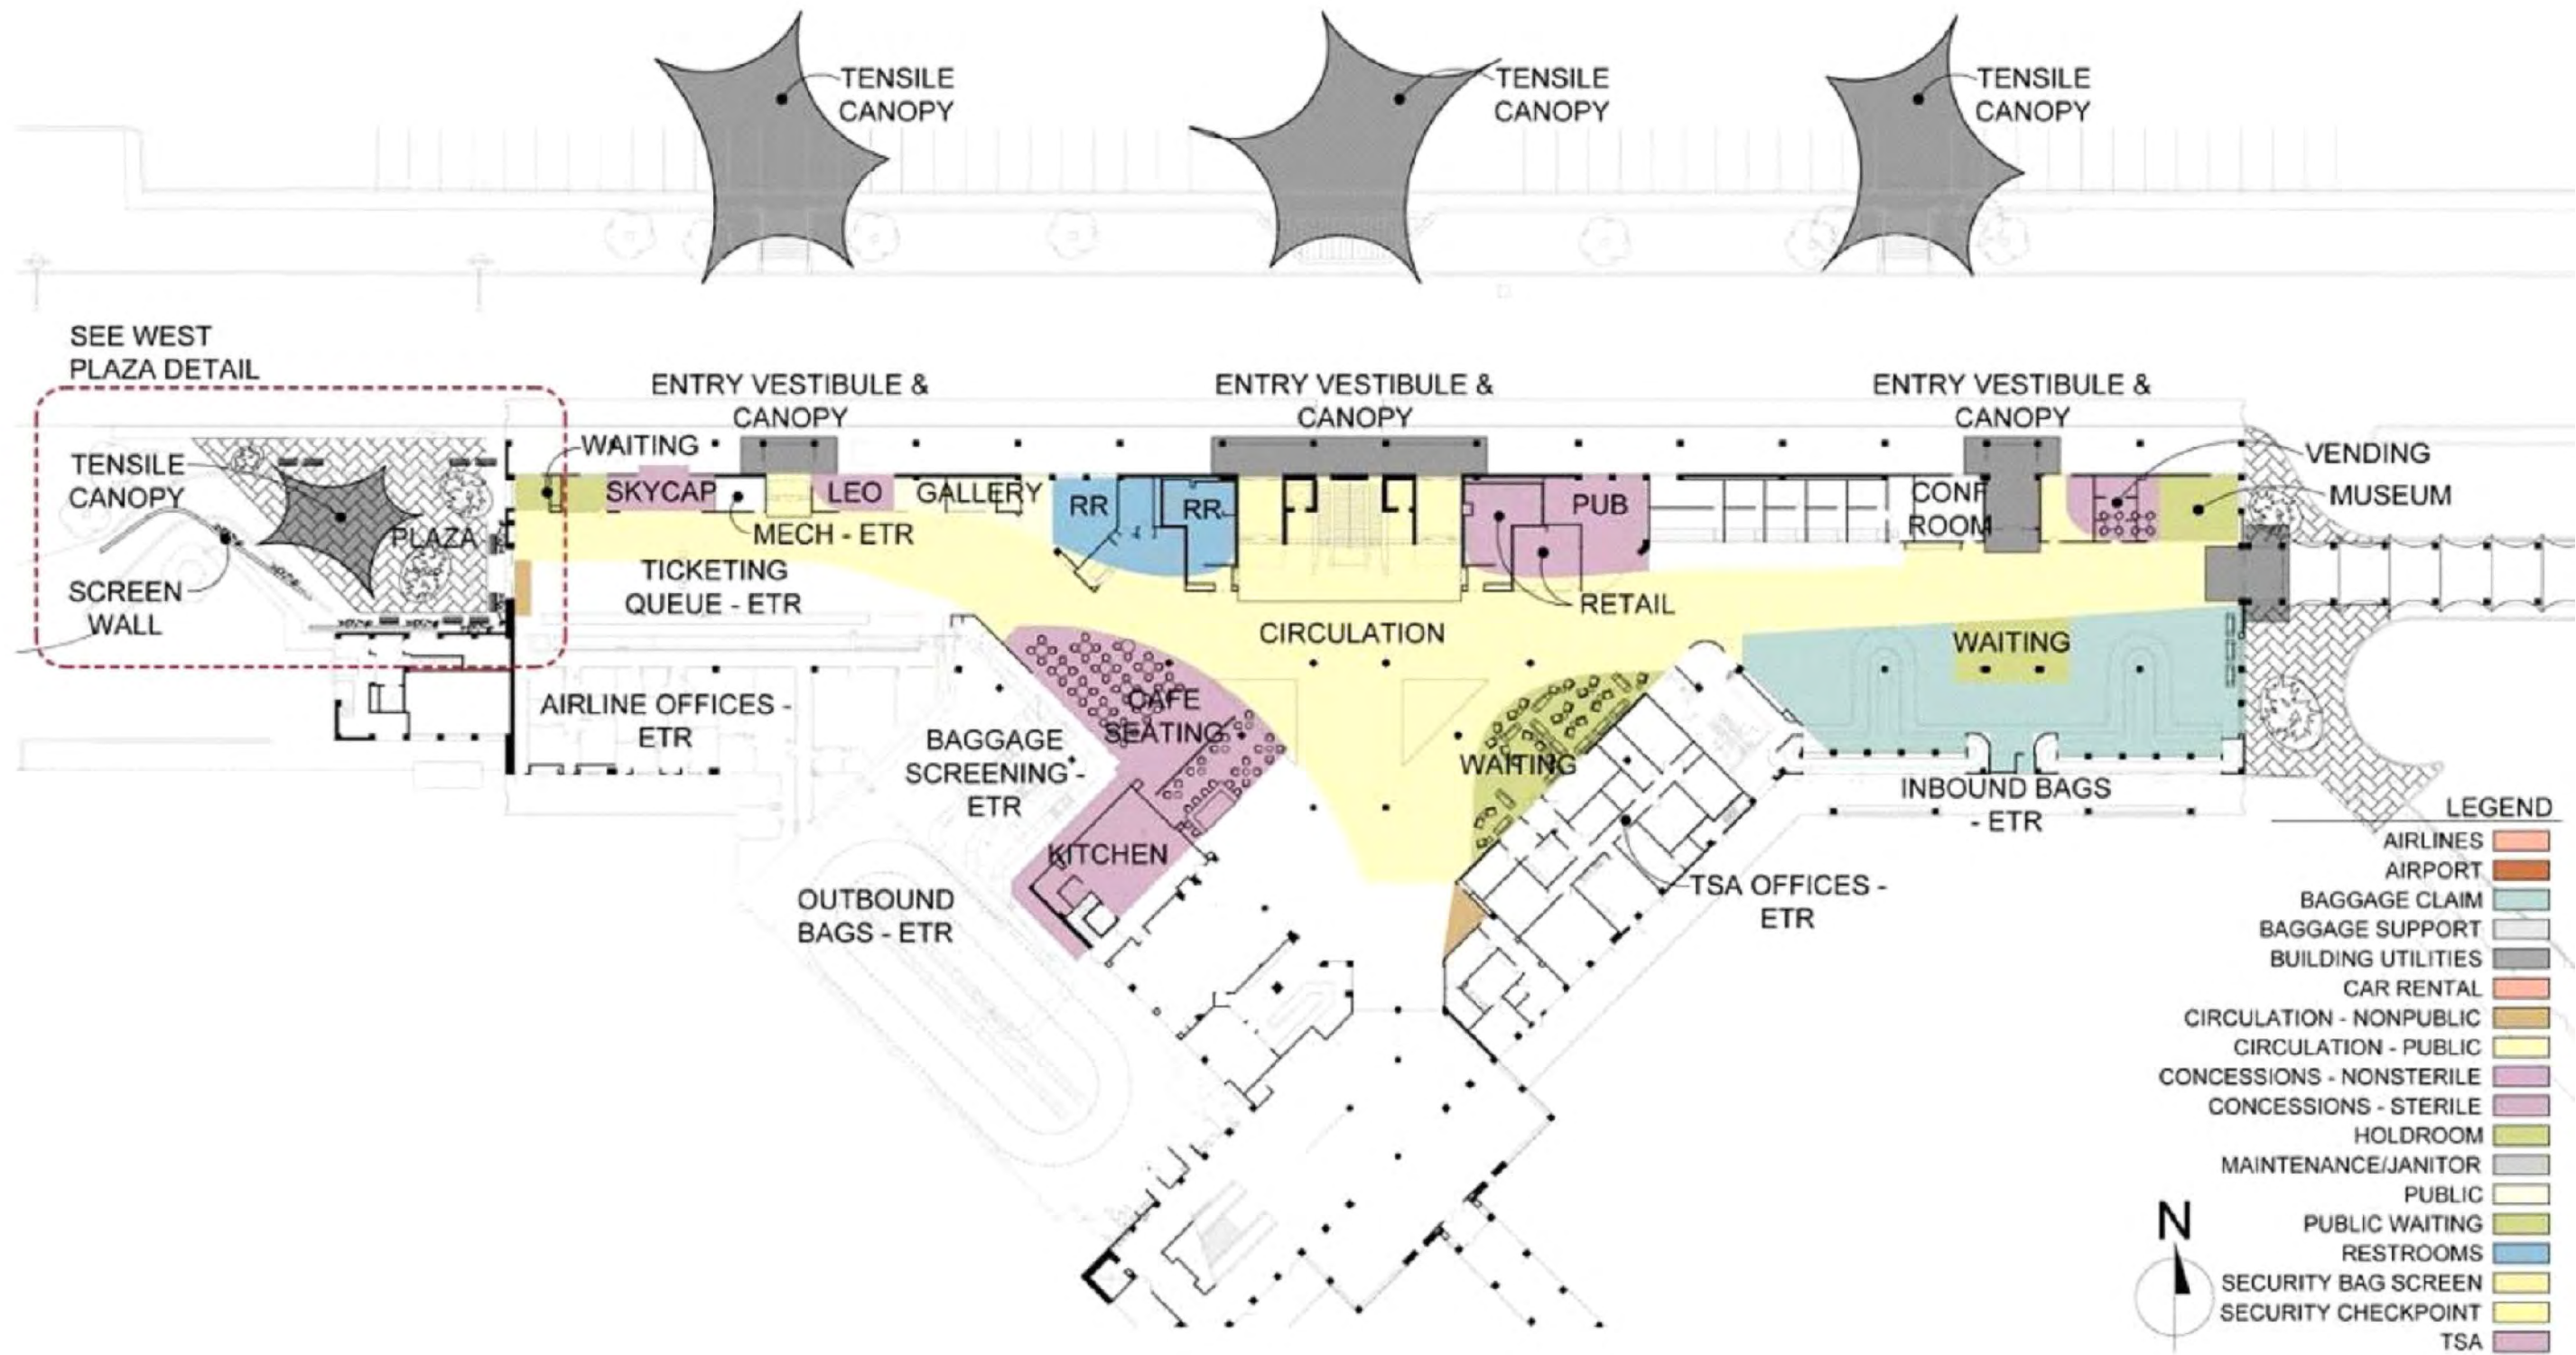 TENSILE
CANOPY
TENSILE
CANOPY
TENSILE
CANOPY
SEE WEST
PLAZA DETAIL
ENTRY VESTIBULE &
CANOPY
ENTRY VESTIBULE &
CANOPY
ENTRY VESTIBULE &
CANOPY
WAITING
TENSILE
CANOPY
PLAZA
SCREEN
WALL
SKYCAP
LEO
GALLERY
MECH - ETR
RR
RR
PUB
RETAIL
CONF
ROOM
VENDING
MUSEUM
TICKETING
QUEUE - ETR
CIRCULATION
WAITING
AIRLINE OFFICES -
ETR
CAFE
SEATING
BAGGAGE
SCREENING -
ETR
WAITING
INBOUND BAGS
- ETR
KITCHEN
OUTBOUND
BAGS - ETR
TSA OFFICES -
ETR
LEGEND
AIRLINES
AIRPORT
BAGGAGE CLAIM
BAGGAGE SUPPORT
BUILDING UTILITIES
CAR RENTAL
CIRCULATION - NONPUBLIC
CIRCULATION - PUBLIC
CONCESSIONS - NONSTERILE
CONCESSIONS - STERILE
HOLDROOM
MAINTENANCE/JANITOR
PUBLIC
PUBLIC WAITING
RESTROOMS
SECURITY BAG SCREEN
SECURITY CHECKPOINT
TSA
N